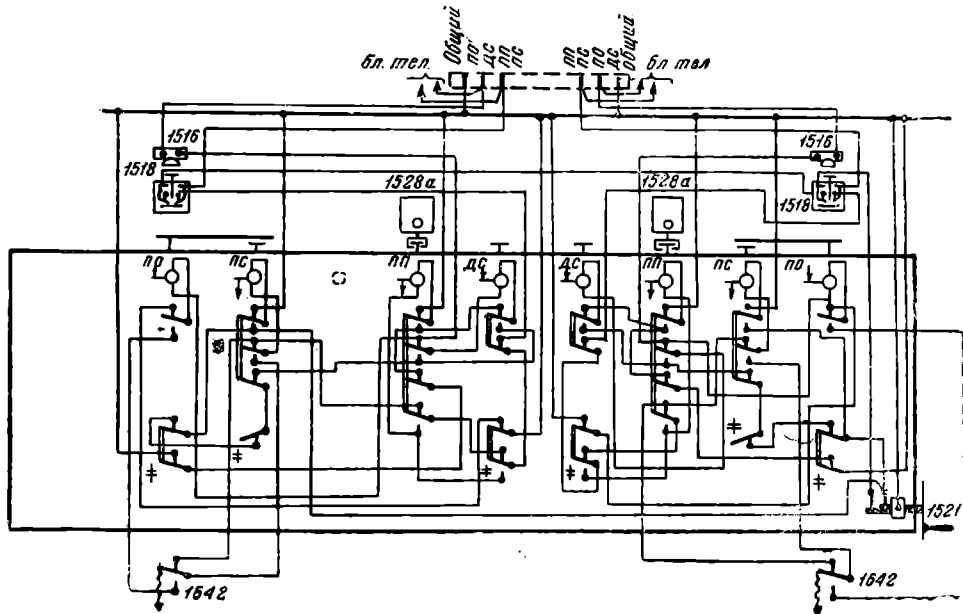 Общий
ПО
ДС
ПП
ПС
ПП
ПС
ПО
ДС
Общий
бл. тел.
бл тел
1516
1518
1528а
1528а
1516
1518
ПО
ПС
ПП
ДС
ДС
ПП
ПС
ПО
1521
1642
1642